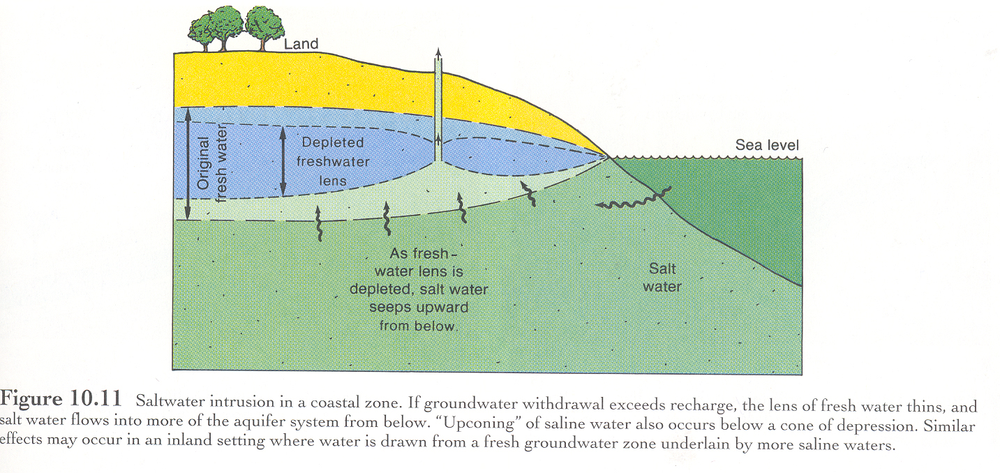 Land
Sea level
Original
fresh water
Depleted
freshwater
lens
As fresh-
water lens is
depleted, salt water
seeps upward
from below.
Salt
water
Figure 10.11 Saltwater intrusion in a coastal zone. If groundwater withdrawal exceeds recharge, the lens of fresh water thins, and
salt water flows into more of the aquifer system from below. “Upconing” of saline water also occurs below a cone of depression. Similar
effects may occur in an inland setting where water is drawn from a fresh groundwater zone underlain by more saline waters.